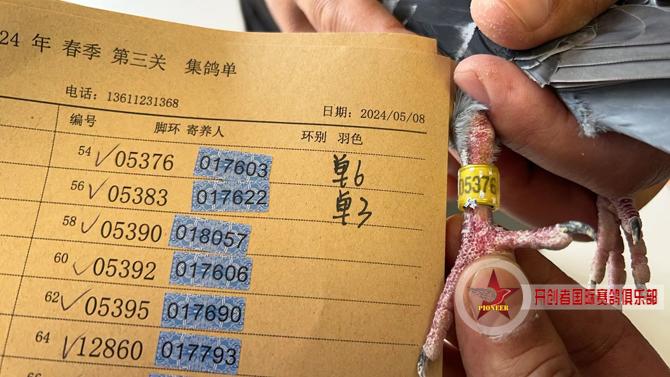 24 年 春季 第三关 集鸽单
电话：13611231368 日期：2024/05/08
编号 脚环 寄养人 环别 羽色
54 ✓05376 017603 单6
56 ✓05383 017622 单3
58 ✓05390 018057
60 ✓05392 017606
62 ✓05395 017690
64 ✓12860 017793
05376
PIONEER 开创者国际赛鸽俱乐部